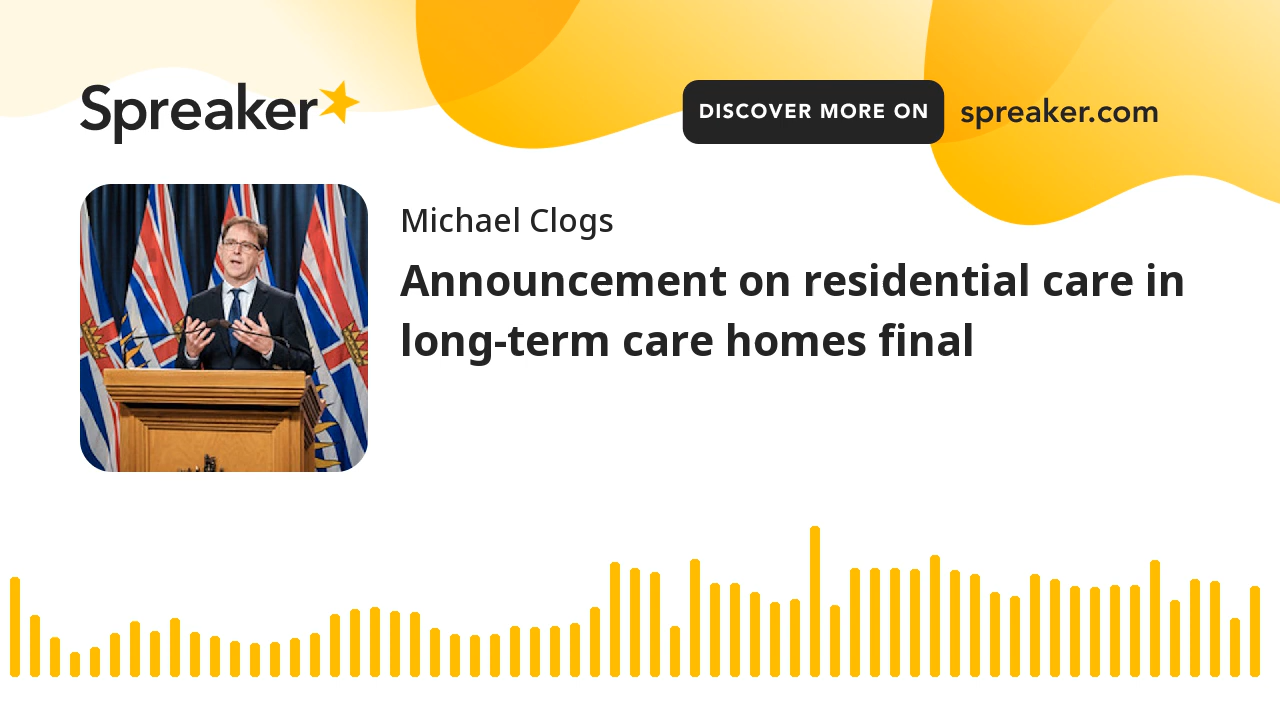 Spreaker
DISCOVER MORE ON
spreaker.com
Michael Clogs
Announcement on residential care in
long-term care homes final